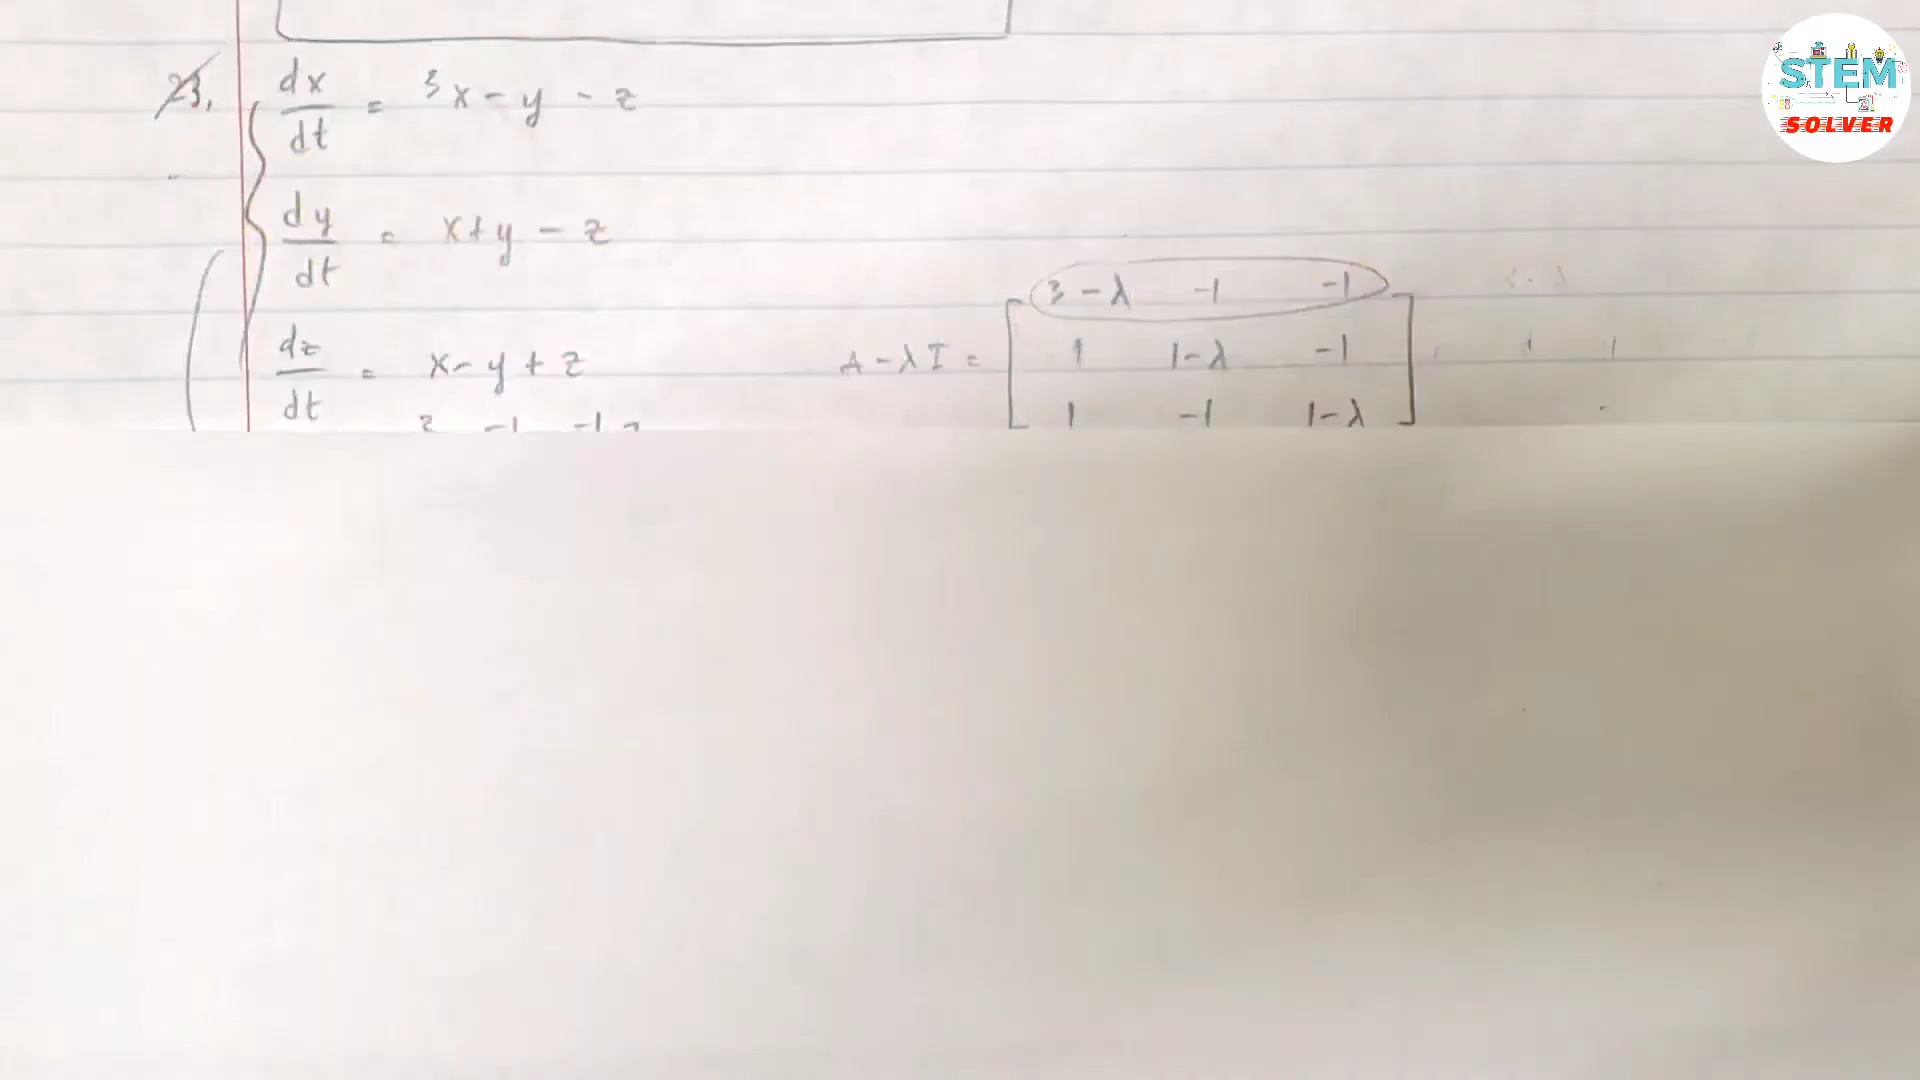 23. dx/dt = 3x - y - z
dy/dt = x + y - z
dz/dt = x - y + z
A - λI = [ 3-λ -1 -1
1 1-λ -1
1 -1 1-λ ]
STEM
SOLVER